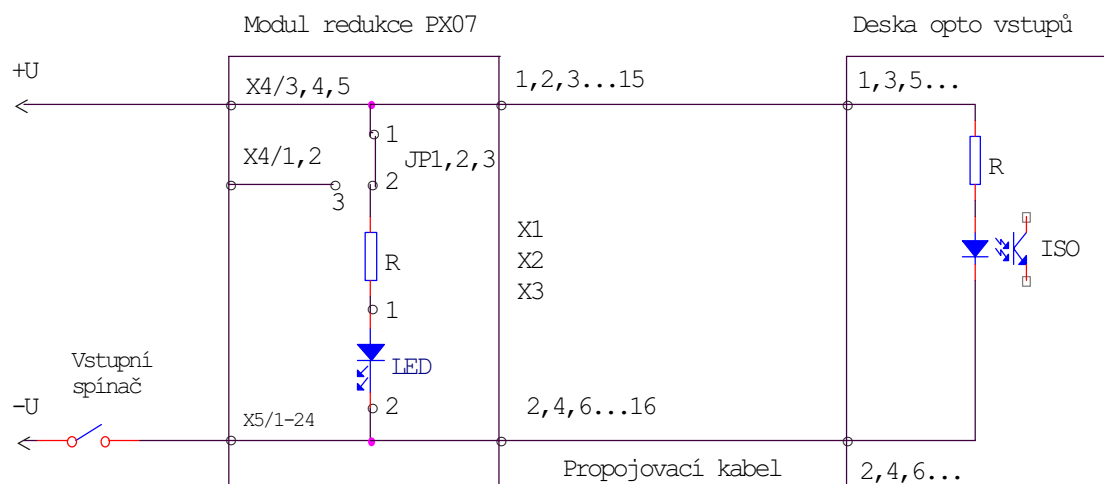 Modul redukce PX07
Deska opto vstupů
+U
X4/3,4,5
1,2,3...15
1,3,5...
1
X4/1,2
JP1,2,3
2
3
R
X1
X2
X3
R
ISO
1
LED
Vstupní
spínač
2
-U
X5/1-24
2,4,6...16
Propojovací kabel
2,4,6...